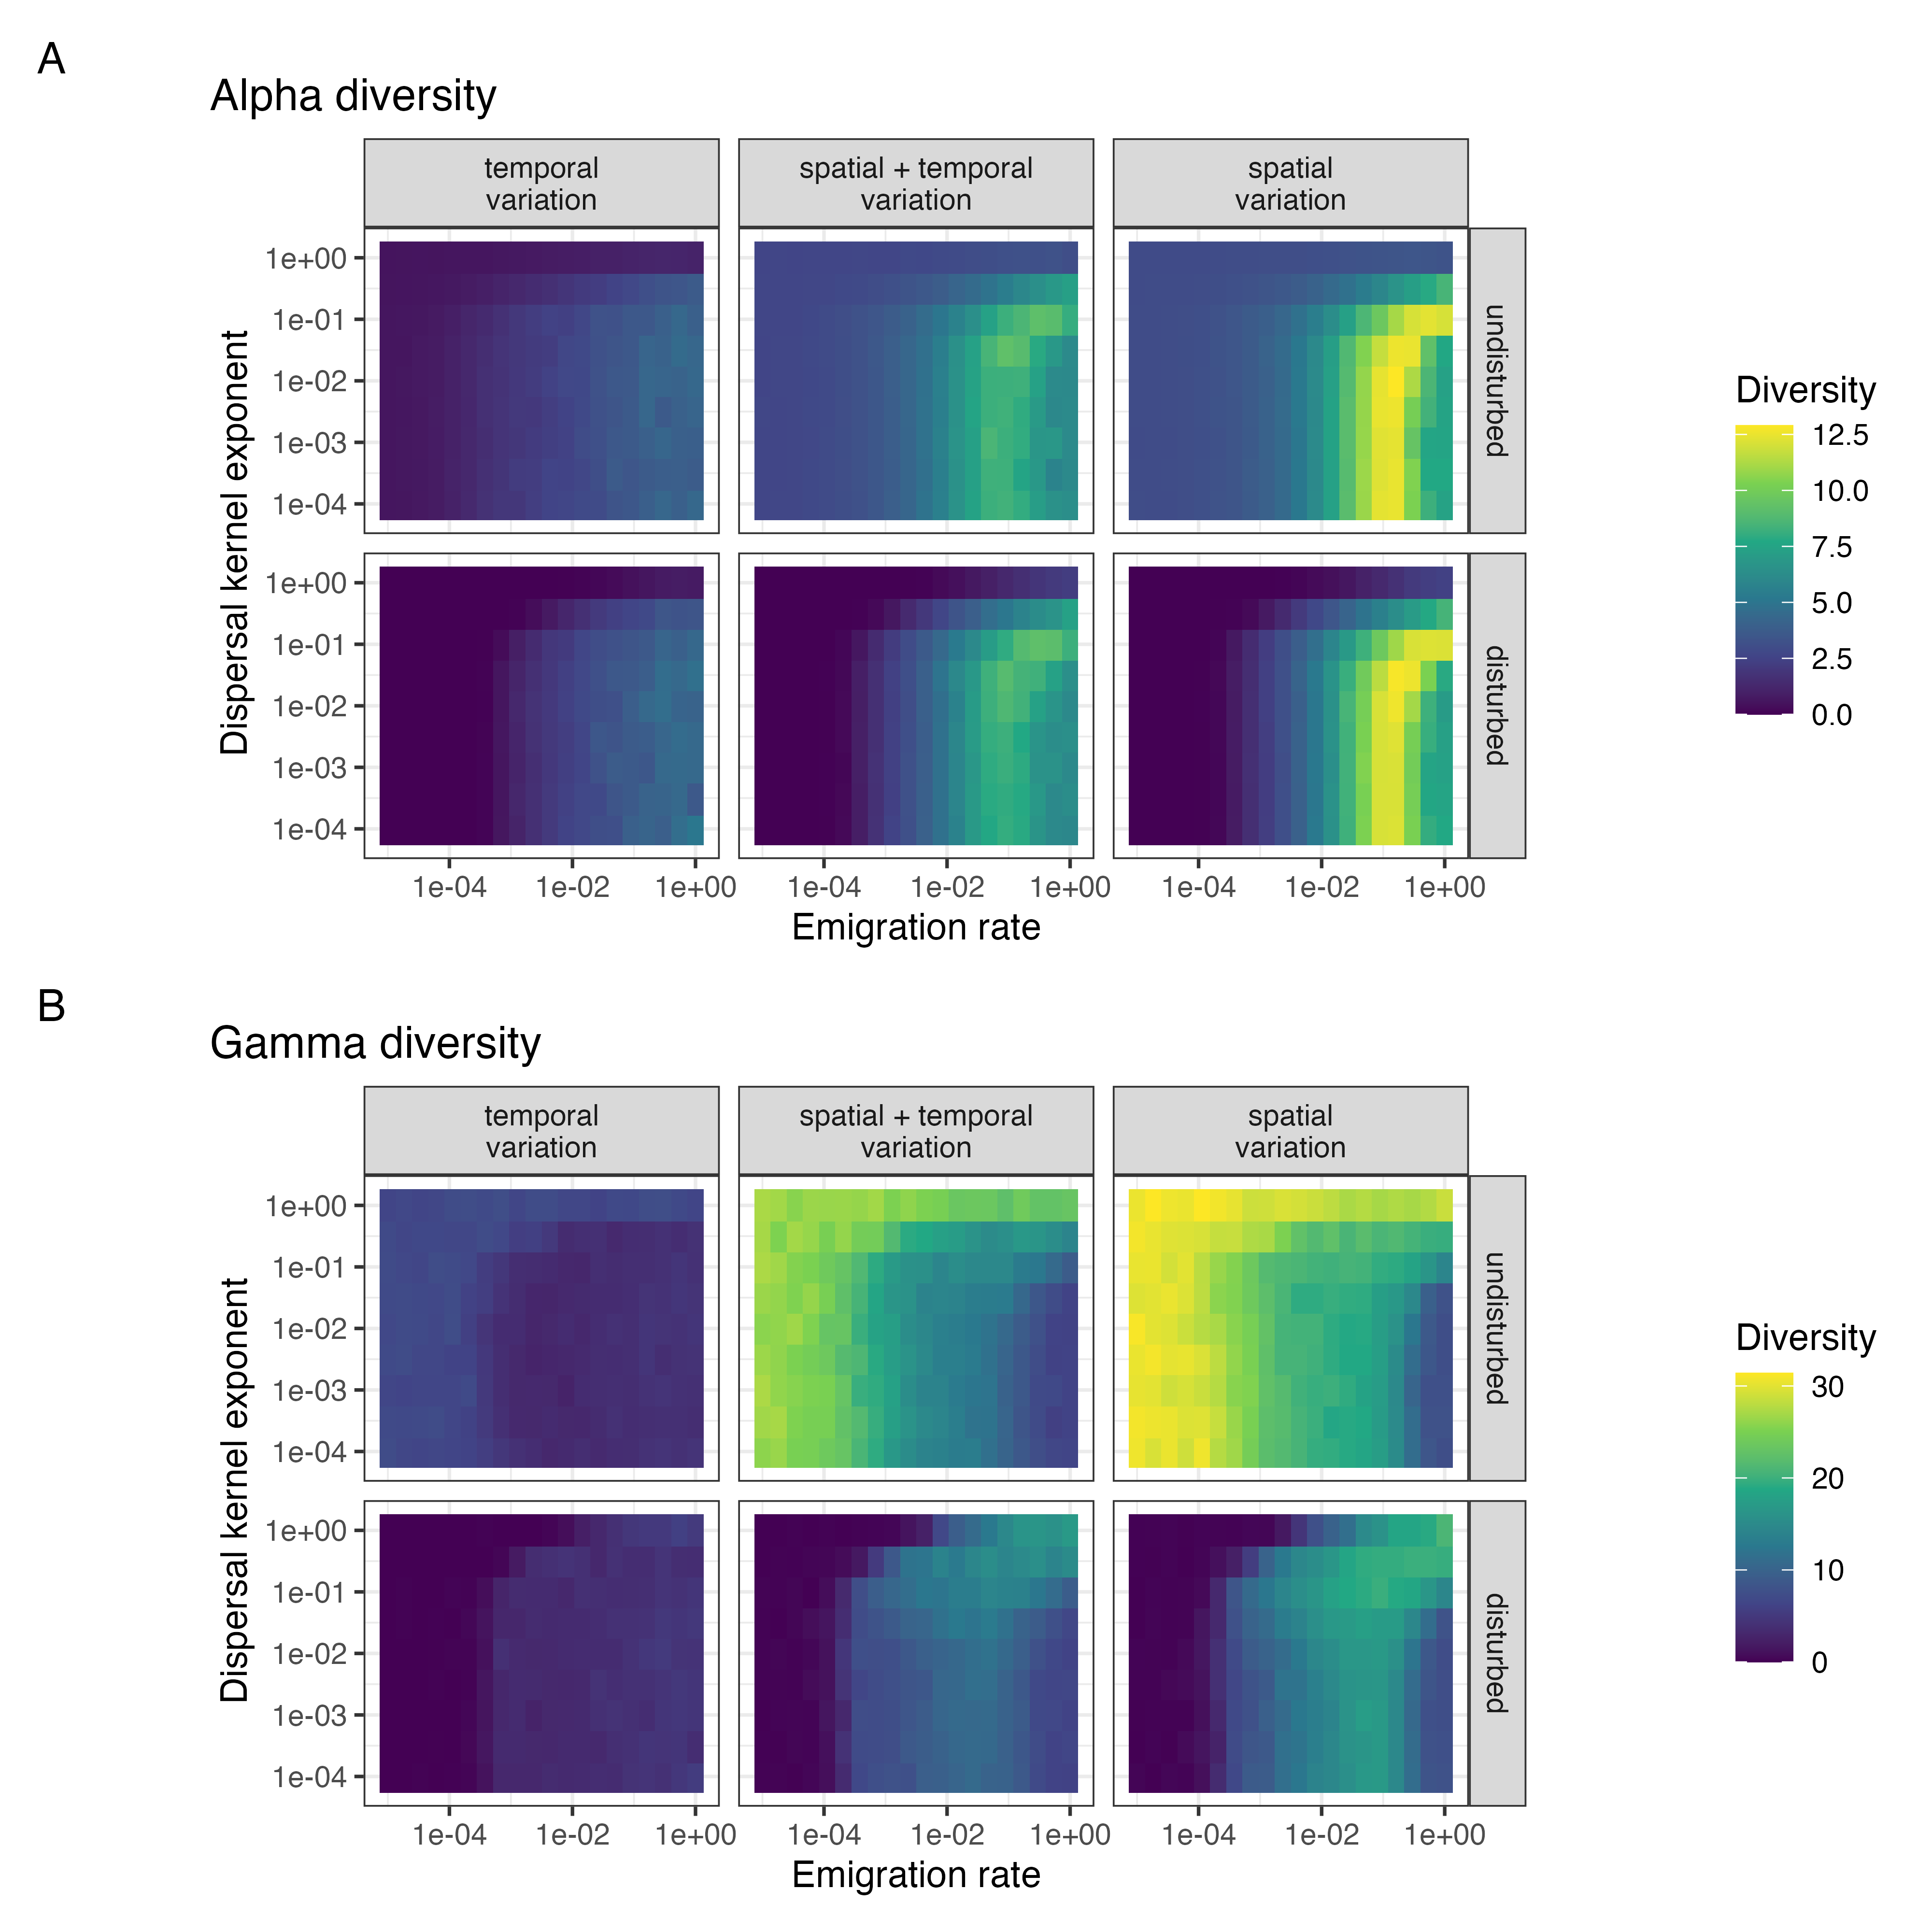 A
Alpha diversity
temporal
variation
spatial + temporal
variation
spatial
variation
Dispersal kernel exponent
1e+00
1e-01
1e-02
1e-03
1e-04
undisturbed
1e+00
1e-01
1e-02
1e-03
1e-04
disturbed
1e-04 1e-02 1e+00 1e-04 1e-02 1e+00 1e-04 1e-02 1e+00
Emigration rate
Diversity
12.5
10.0
7.5
5.0
2.5
0.0
B
Gamma diversity
temporal
variation
spatial + temporal
variation
spatial
variation
Dispersal kernel exponent
1e+00
1e-01
1e-02
1e-03
1e-04
undisturbed
1e+00
1e-01
1e-02
1e-03
1e-04
disturbed
1e-04 1e-02 1e+00 1e-04 1e-02 1e+00 1e-04 1e-02 1e+00
Emigration rate
Diversity
30
20
10
0